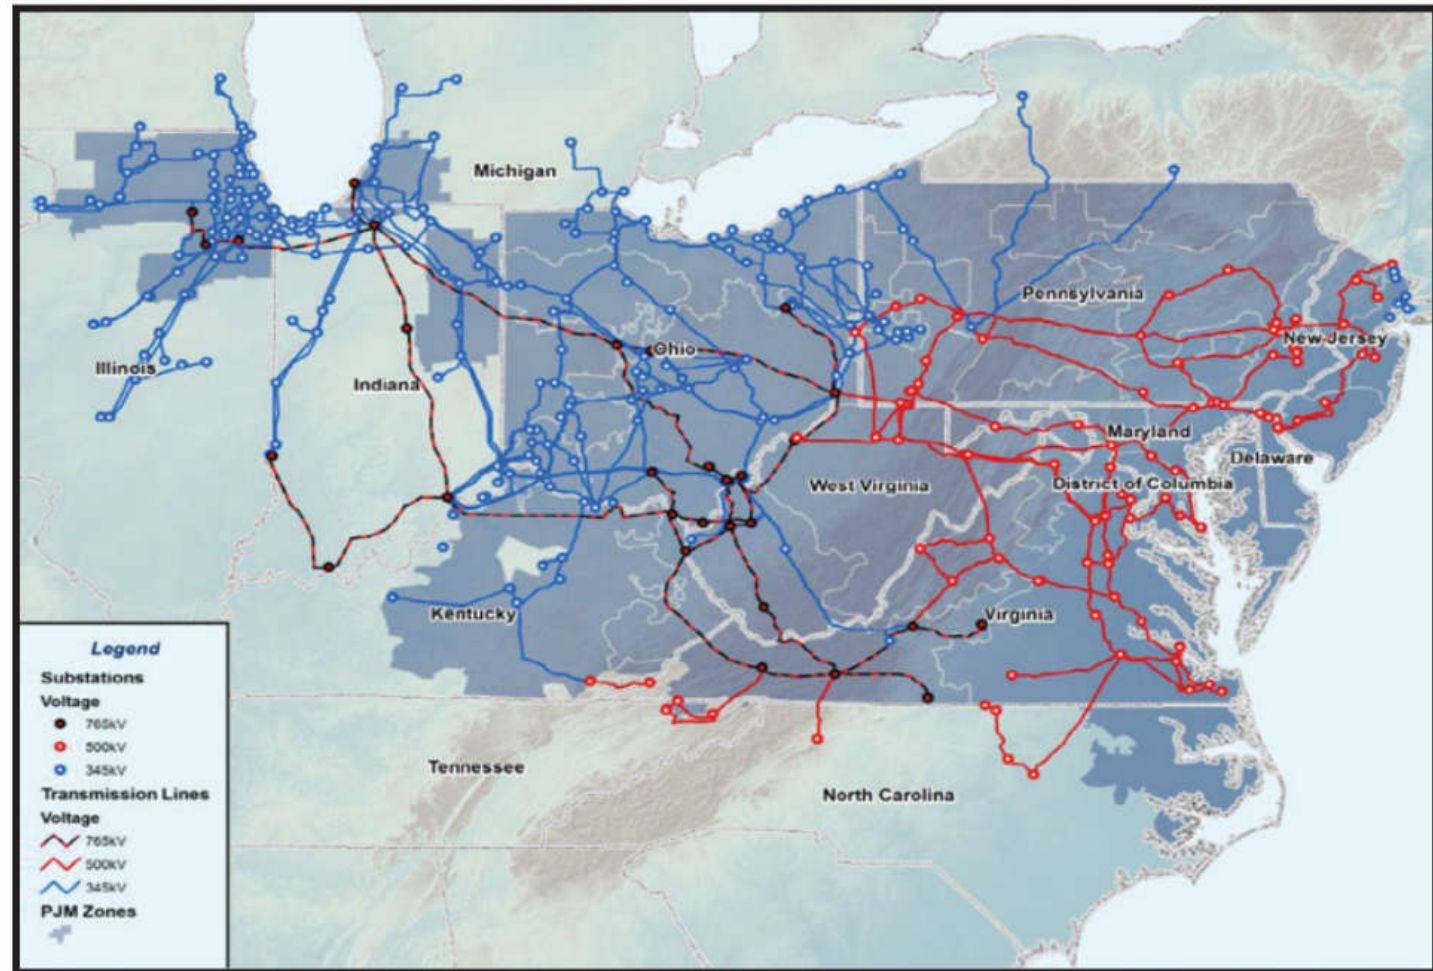 Michigan
Pennsylvania
New Jersey
Ohio
Illinois
Indiana
Maryland
Delaware
West Virginia
District of Columbia
Kentucky
Virginia
Tennessee
North Carolina
Legend
Substations
Voltage
765kV
500kV
345kV
Transmission Lines
Voltage
765kV
500kV
345kV
PJM Zones